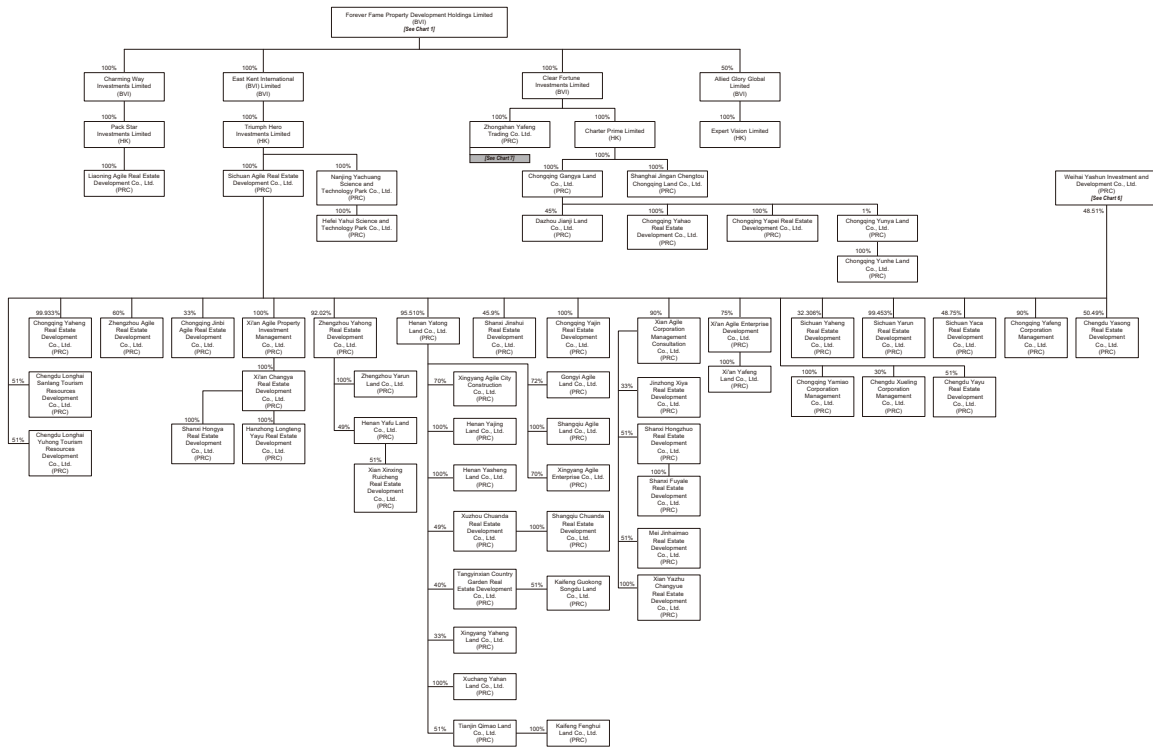 Forever Fame Property Development Holdings Limited
(BVI)
[See Chart 1]
100%
100%
100%
50%
Charming Way
Investments Limited
(BVI)
East Kent International
(BVI) Limited
(BVI)
Clear Fortune
Investments Limited
(BVI)
Allied Glory Global
Limited
(BVI)
100%
100%
100%
100%
100%
Pack Star
Investments Limited
(HK)
Triumph Hero
Investments Limited
(HK)
Zhongshan Yafeng
Trading Co. Ltd.
(PRC)
[See Chart 7]
Charter Prime Limited
(HK)
Expert Vision Limited
(HK)
100%
100%
100%
100%
100%
100%
Liaoning Agile Real Estate
Development Co., Ltd.
(PRC)
Sichuan Agile Real Estate
Development Co., Ltd.
(PRC)
Nanjing Yachuang
Science and
Technology Park Co., Ltd.
(PRC)
Chongqing Gangya Land
Co., Ltd.
(PRC)
Shanghai Jingan Chengtou
Chongqing Land Co., Ltd.
(PRC)
Weihai Yashun Investment and
Development Co., Ltd.
(PRC)
[See Chart 6]
48.51%
100%
Hefei Yahui Science and
Technology Park Co., Ltd.
(PRC)
45%
100%
100%
1%
Dazhou Jianji Land
Co., Ltd.
(PRC)
Chongqing Yahao
Real Estate
Development Co., Ltd.
(PRC)
Chongqing Yapei Real Estate
Development Co., Ltd.
(PRC)
Chongqing Yunya Land
Co., Ltd.
(PRC)
100%
Chongqing Yunhe Land
Co., Ltd.
(PRC)
99.933%
60%
33%
100%
92.02%
95.510%
45.9%
100%
90%
75%
32.308%
99.453%
48.75%
90%
50.49%
Chongqing Yaheng
Real Estate
Development
Co., Ltd.
(PRC)
Zhengzhou Agile
Real Estate
Development
Co., Ltd.
(PRC)
Chongqing Jinbi
Agile Real Estate
Development
Co., Ltd.
(PRC)
Xi'an Agile Property
Investment
Management
Co., Ltd.
(PRC)
Zhengzhou Yahong
Real Estate
Development
Co., Ltd.
(PRC)
Henan Yatong
Land Co., Ltd.
(PRC)
Shanxi Jinshui Real
Estate Development
Co., Ltd.
(PRC)
Chongqing Yajin
Real Estate
Development
Co., Ltd.
(PRC)
Xian Agile
Corporation
Management
Consultation
Co., Ltd.
(PRC)
Xi'an Agile Enterprise
Development
Co., Ltd.
(PRC)
Sichuan Yaheng
Real Estate
Development
Co., Ltd.
(PRC)
Sichuan Yarun
Real Estate
Development
Co., Ltd.
(PRC)
Sichuan Yaca Real
Estate Development
Co., Ltd.
(PRC)
Chongqing Yafeng
Corporation
Management
Co., Ltd.
(PRC)
Chengdu Yasong Real
Estate Development
Co., Ltd.
(PRC)
51%
Chengdu Longhai
Sanlang Tourism
Resources
Development
Co., Ltd.
(PRC)
51%
Chengdu Longhai
Yuhong Tourism
Resources
Development
Co., Ltd.
(PRC)
100%
Xi'an Changya
Real Estate
Development
Co., Ltd.
(PRC)
100%
100%
Shanxi Hongya Real
Estate Development
Co., Ltd.
(PRC)
Hanzhong Longteng
Yayu Real Estate
Development
Co., Ltd.
(PRC)
100%
Zhengzhou Yarun
Land Co., Ltd.
(PRC)
49%
Henan Yafu Land
Co., Ltd.
(PRC)
51%
Xian Xinxing
Ruicheng
Real Estate
Development
Co., Ltd.
(PRC)
70%
Xingyang Agile City
Construction
Co., Ltd.
(PRC)
72%
Gongyi Agile
Land Co., Ltd.
(PRC)
100%
Henan Yajing
Land Co., Ltd.
(PRC)
100%
Shangqiu Agile
Land Co., Ltd.
(PRC)
100%
Henan Yasheng
Land Co., Ltd.
(PRC)
70%
Xingyang Agile
Enterprise Co., Ltd.
(PRC)
49%
Xuzhou Chuanda
Real Estate
Development
Co., Ltd.
(PRC)
100%
Shangqiu Chuanda
Real Estate
Development
Co., Ltd.
(PRC)
40%
Tangyinxian Country
Garden Real
Estate Development
Co., Ltd.
(PRC)
51%
Kaifeng Guokong
Songdu Land
Co., Ltd.
(PRC)
33%
Xingyang Yaheng
Land Co., Ltd.
(PRC)
100%
Xuchang Yahan
Land Co., Ltd.
(PRC)
51%
Tianjin Qimao Land
Co., Ltd.
(PRC)
100%
Kaifeng Fenghui
Land Co., Ltd.
(PRC)
33%
Jinzhong Xiya
Real Estate
Development
Co., Ltd.
(PRC)
51%
Shanxi Hongzhuo
Real Estate
Development
Co., Ltd.
(PRC)
100%
Shanxi Fuyale
Real Estate
Development
Co., Ltd.
(PRC)
51%
Mei Jinhaimao
Real Estate
Development
Co., Ltd.
(PRC)
100%
Xian Yazhu
Changyue
Real Estate
Development
Co., Ltd.
(PRC)
100%
Xi'an Yafeng
Land Co., Ltd.
(PRC)
100%
Chongqing Yamiao
Corporation
Management
Co., Ltd.
(PRC)
30%
Chengdu Xueling
Corporation
Management
Co., Ltd.
(PRC)
51%
Chengdu Yayu
Real Estate
Development
Co., Ltd.
(PRC)